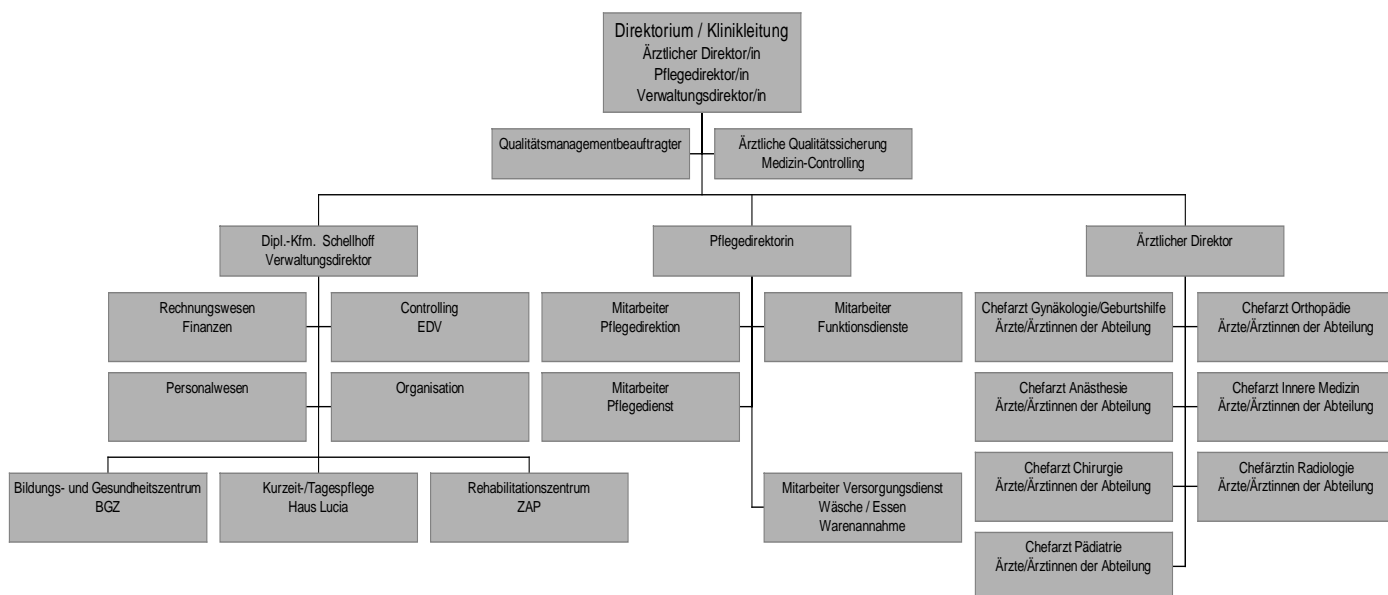 Direktorium / Klinikleitung
Ärztlicher Direktor/in
Pflegedirektor/in
Verwaltungsdirektor/in
Qualitätsmanagementbeauftragter
Ärztliche Qualitätssicherung
Medizin-Controlling
Dipl.-Kfm. Schellhoff
Verwaltungsdirektor
Pflegedirektorin
Ärztlicher Direktor
Rechnungswesen
Finanzen
Controlling
EDV
Mitarbeiter
Pflegedirektion
Mitarbeiter
Funktionsdienste
Chefarzt Gynäkologie/Geburtshilfe
Ärzte/Ärztinnen der Abteilung
Chefarzt Orthopädie
Ärzte/Ärztinnen der Abteilung
Personalwesen
Organisation
Mitarbeiter
Pflegedienst
Chefarzt Anästhesie
Ärzte/Ärztinnen der Abteilung
Chefarzt Innere Medizin
Ärzte/Ärztinnen der Abteilung
Bildungs- und Gesundheitszentrum
BGZ
Kurzeit-/Tagespflege
Haus Lucia
Rehabilitationszentrum
ZAP
Mitarbeiter Versorgungsdienst
Wäsche / Essen
Warenannahme
Chefarzt Chirurgie
Ärzte/Ärztinnen der Abteilung
Chefärztin Radiologie
Ärzte/Ärztinnen der Abteilung
Chefarzt Pädiatrie
Ärzte/Ärztinnen der Abteilung